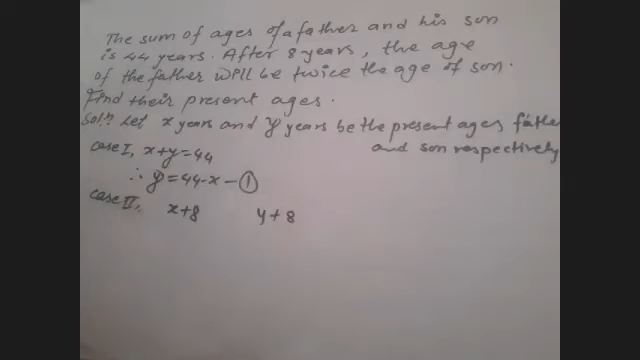 The sum of ages of a father and his son
is 44 years. After 8 years, the age
of the father will be twice the age of son.
Find their present ages.
Solⁿ: Let x years and y years be the present ages father
and son respectively
case I, x+y=44
∴ y=44-x-①
case II, x+8 y+8